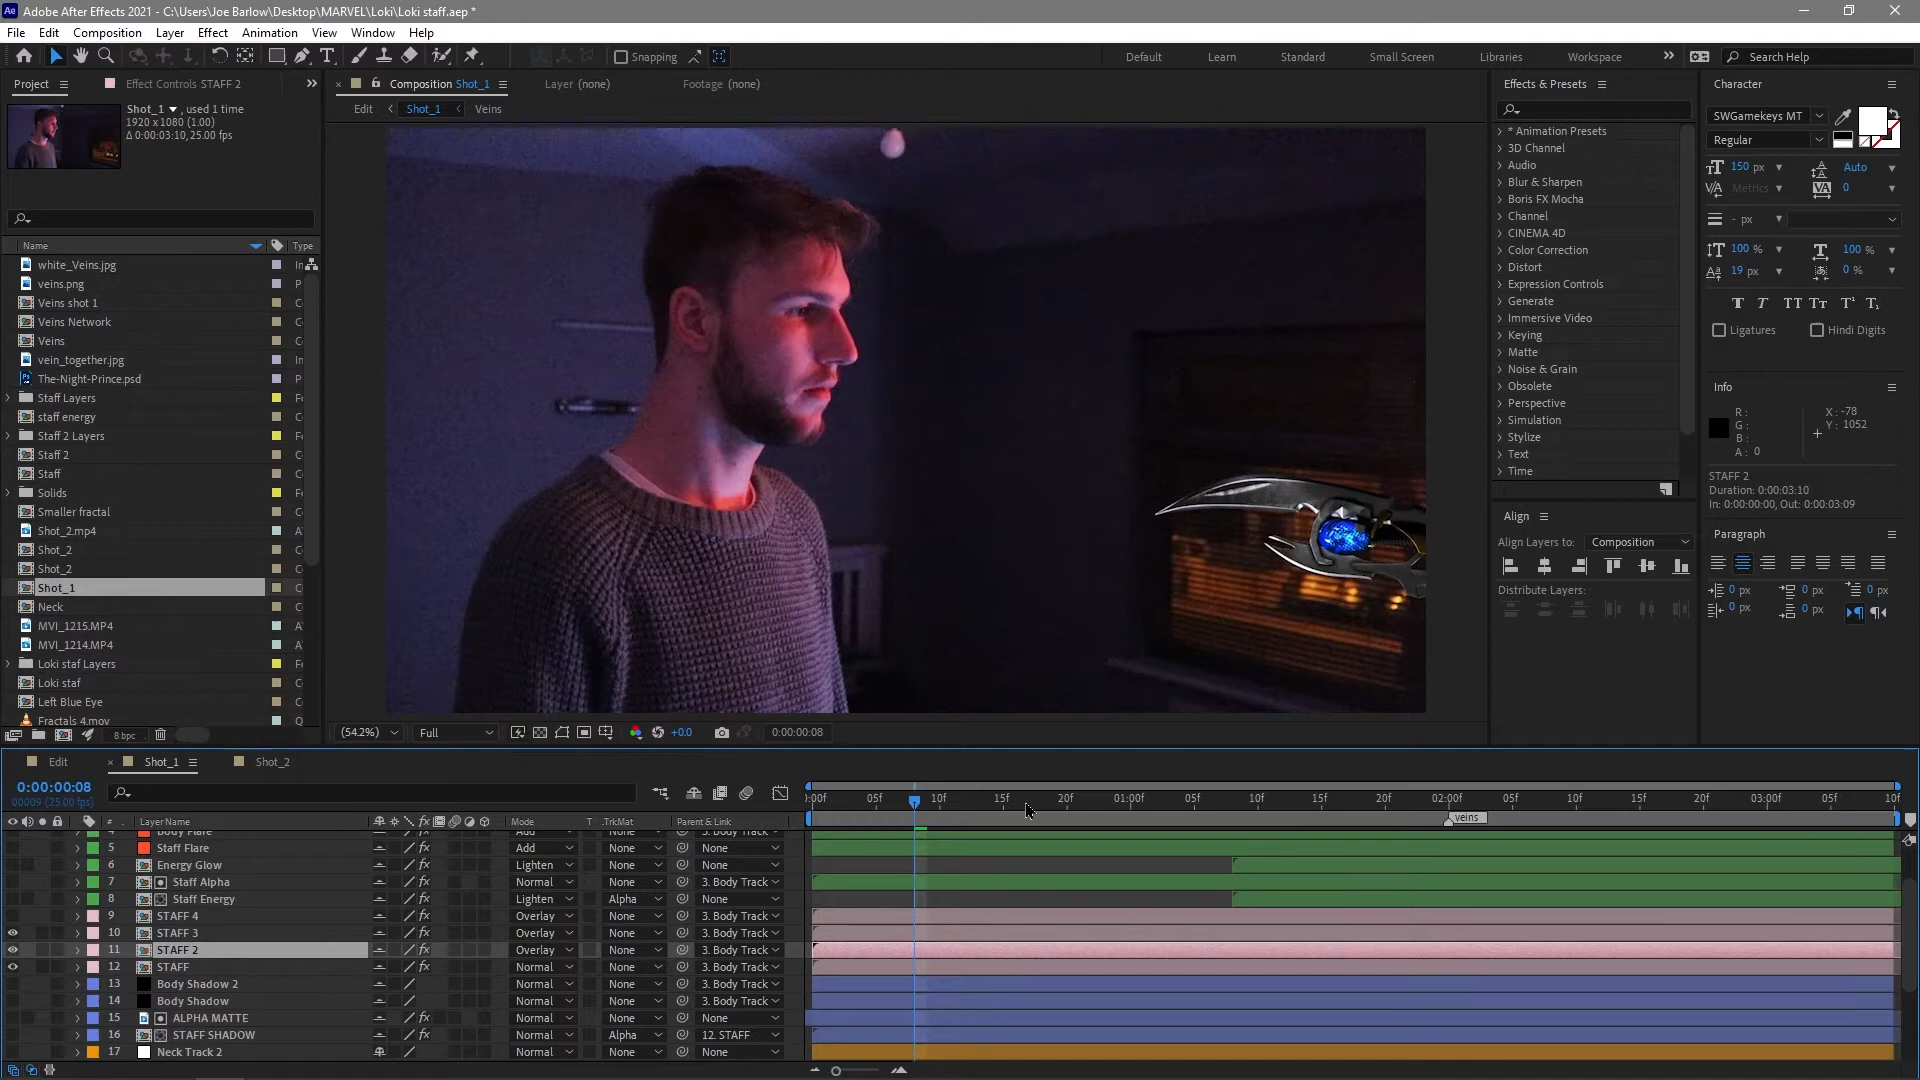 Adobe After Effects 2021 - C:\Users\Joe Barlow\Desktop\MARVEL\Loki\Loki staff.aep *
File Edit Composition Layer Effect Animation View Window Help
Snapping
Default Learn Standard Small Screen Libraries Workspace Search Help
Project Effect Controls STAFF 2
Shot_1, used 1 time
1920 x 1080 (1.00)
Δ 0:00:03:10, 25.00 fps
Name Type
white_Veins.jpg
veins.png
Veins shot 1
Veins Network
Veins
vein_together.jpg
The-Night-Prince.psd
Staff Layers
staff energy
Staff 2 Layers
Staff 2
Staff
Solids
Smaller fractal
Shot_2.mp4
Shot_2
Shot_2
Shot_1
Neck
MVI_1215.MP4
MVI_1214.MP4
Loki staf Layers
Loki staf
Left Blue Eye
Fractals 4.mov
8 bpc
Composition Shot_1 Layer (none) Footage (none)
Edit Shot_1 Veins
(54.2%) Full +0.0 0:00:00:08
Effects & Presets
* Animation Presets
3D Channel
Audio
Blur & Sharpen
Boris FX Mocha
Channel
CINEMA 4D
Color Correction
Distort
Expression Controls
Generate
Immersive Video
Keying
Matte
Noise & Grain
Obsolete
Perspective
Simulation
Stylize
Text
Time
Align
Align Layers to: Composition
Distribute Layers:
Character
SWGamekeys MT
Regular
150 px Auto
Metrics 0
- px
100 % 100 %
19 px 0 %
Ligatures Hindi Digits
Info
R :
G :
B :
A : 0
X : -78
Y : 1052
STAFF 2
Duration: 0:00:03:10
In: 0:00:00:00, Out: 0:00:03:09
Paragraph
0 px 0 px 0 px
0 px 0 px
Edit Shot_1 Shot_2
0:00:00:08
00009 (25.00 fps)
:00f 05f 10f 15f 20f 01:00f 05f 10f 15f 20f 02:00f 05f 10f 15f 20f 03:00f 05f 10f
veins
# Layer Name Mode T .TrkMat Parent & Link
4 Body Flare Add None 3. Body Track
5 Staff Flare Add None None
6 Energy Glow Lighten None None
7 Staff Alpha Normal None 3. Body Track
8 Staff Energy Lighten Alpha None
9 STAFF 4 Overlay None 3. Body Track
10 STAFF 3 Overlay None 3. Body Track
11 STAFF 2 Overlay None 3. Body Track
12 STAFF Normal None 3. Body Track
13 Body Shadow 2 Normal None 3. Body Track
14 Body Shadow Normal None 3. Body Track
15 ALPHA MATTE Normal None None
16 STAFF SHADOW Normal Alpha 12. STAFF
17 Neck Track 2 Normal None None